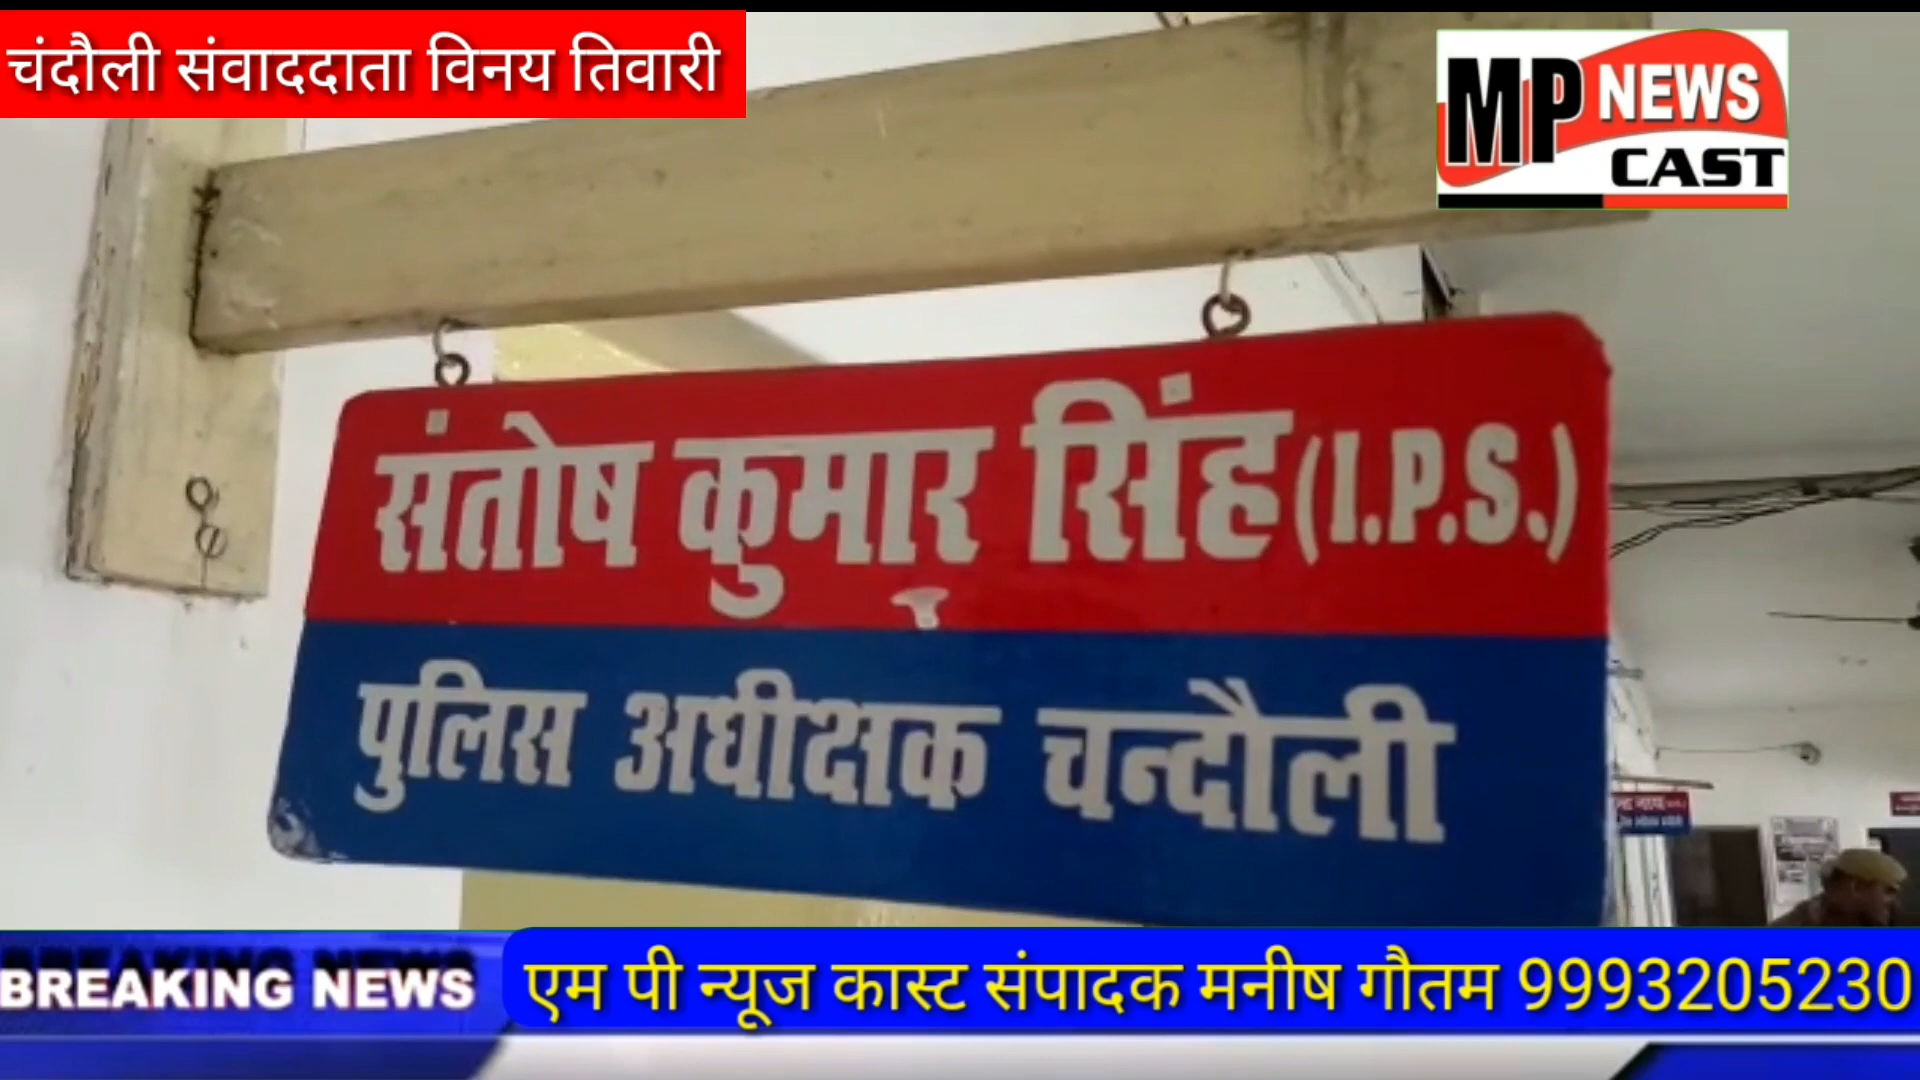 चंदौली संवाददाता विनय तिवारी
MP NEWS
CAST
संतोष कुमार सिंह (I.P.S.)
पुलिस अधीक्षक चन्दौली
BREAKING NEWS
एम पी न्यूज कास्ट संपादक मनीष गौतम 9993205230